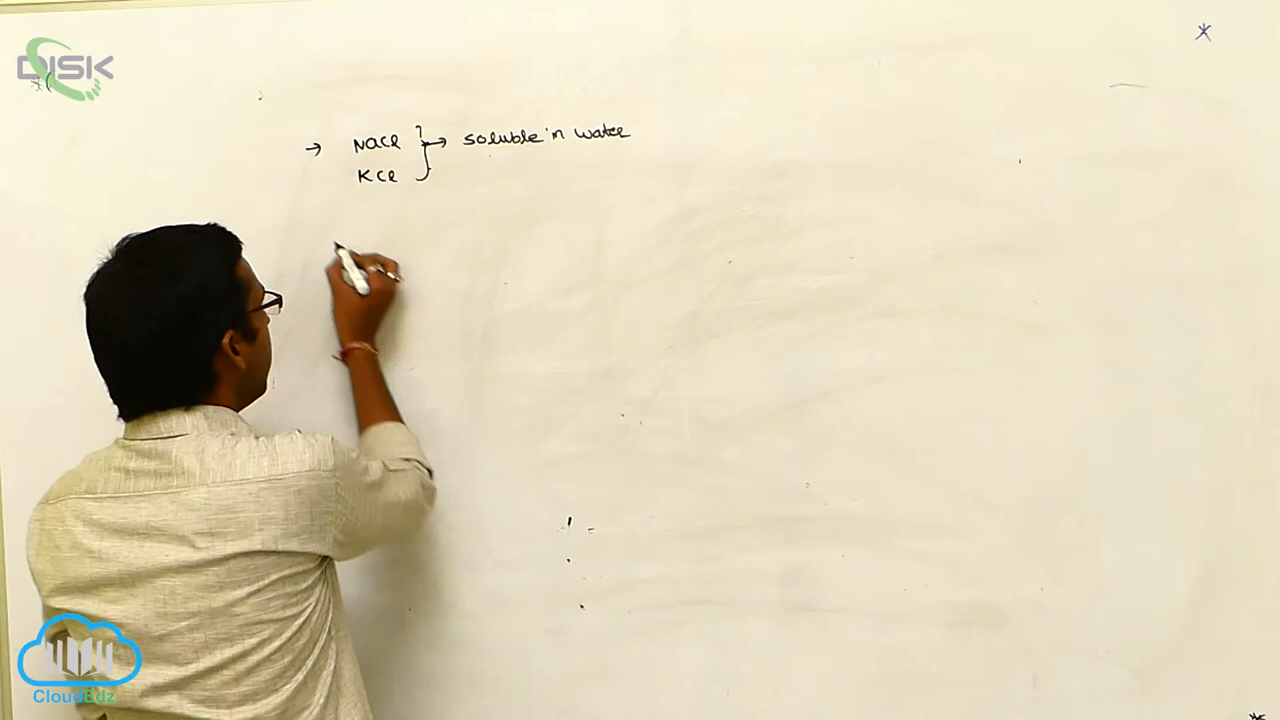 DISK
*(
*
→ NaCl } → soluble in water
KCl
! =
CloudEdz
*